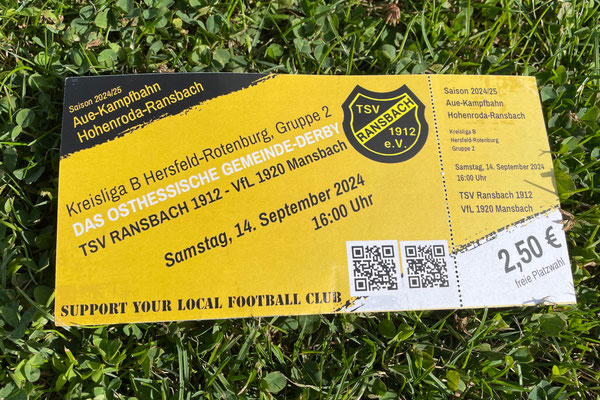 Saison 2024/25
Aue-Kampfbahn
Hohenroda-Ransbach
Kreisliga B Hersfeld-Rotenburg, Gruppe 2
DAS OSTHESSISCHE GEMEINDE-DERBY
TSV RANSBACH 1912 - VfL 1920 Mansbach
Samstag, 14. September 2024
16:00 Uhr
SUPPORT YOUR LOCAL FOOTBALL CLUB
TSV
RANSBACH
1912
e.V.
Saison 2024/25
Aue-Kampfbahn
Hohenroda-Ransbach
Kreisliga B
Hersfeld-Rotenburg
Gruppe 2
Samstag, 14. September 2024
16:00 Uhr
TSV Ransbach 1912
VfL 1920 Mansbach
2,50 €
freie Platzwahl